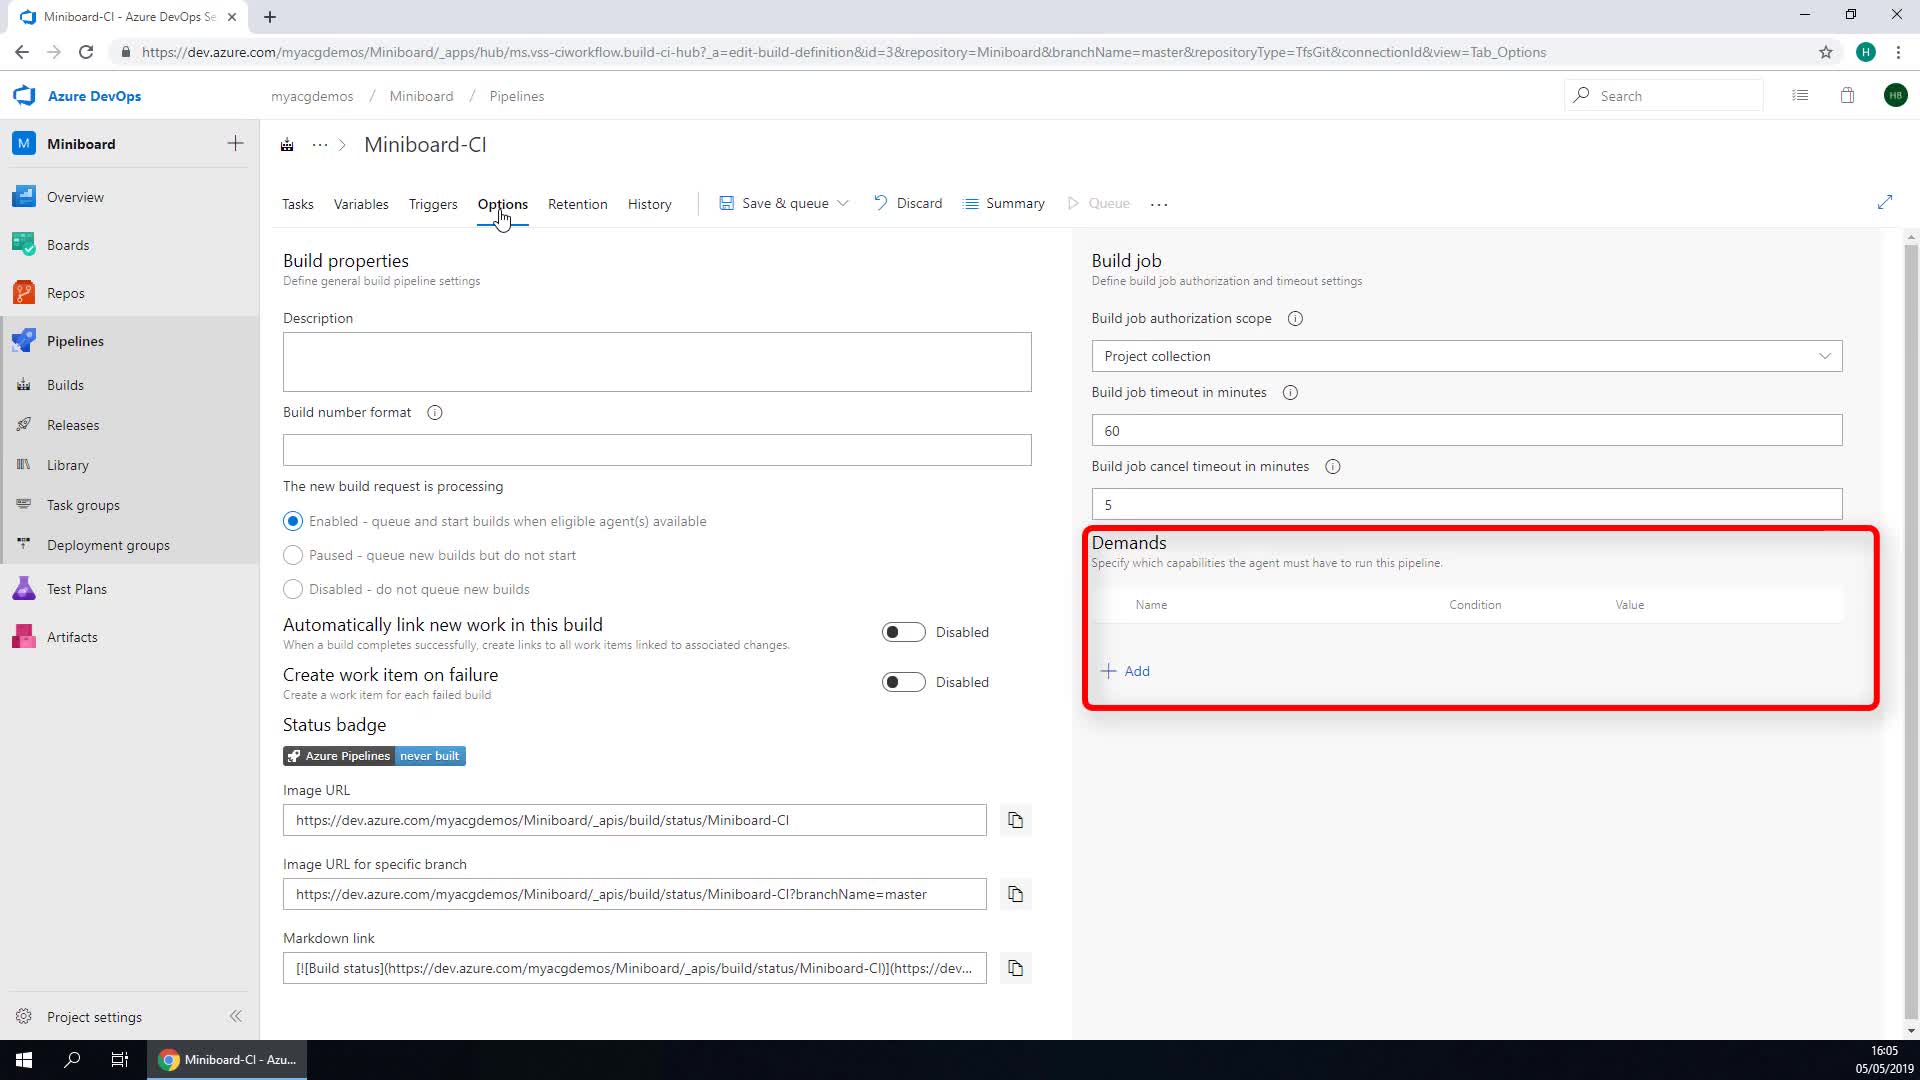 Miniboard-CI - Azure DevOps Se
https://dev.azure.com/myacgdemos/Miniboard/_apps/hub/ms.vss-ciworkflow.build-ci-hub?_a=edit-build-definition&id=3&repository=Miniboard&branchName=master&repositoryType=TfsGit&connectionId&view=Tab_Options
H
Azure DevOps
myacgdemos / Miniboard / Pipelines
Search
HB
M Miniboard
Overview
Boards
Repos
Pipelines
Builds
Releases
Library
Task groups
Deployment groups
Test Plans
Artifacts
Project settings
... > Miniboard-CI
Tasks Variables Triggers Options Retention History Save & queue Discard Summary Queue ...
Build properties
Define general build pipeline settings
Description
Build number format
The new build request is processing
Enabled - queue and start builds when eligible agent(s) available
Paused - queue new builds but do not start
Disabled - do not queue new builds
Automatically link new work in this build
When a build completes successfully, create links to all work items linked to associated changes.
Disabled
Create work item on failure
Create a work item for each failed build
Disabled
Status badge
Azure Pipelines never built
Image URL
https://dev.azure.com/myacgdemos/Miniboard/_apis/build/status/Miniboard-CI
Image URL for specific branch
https://dev.azure.com/myacgdemos/Miniboard/_apis/build/status/Miniboard-CI?branchName=master
Markdown link
[![Build status](https://dev.azure.com/myacgdemos/Miniboard/_apis/build/status/Miniboard-CI)](https://dev...
Build job
Define build job authorization and timeout settings
Build job authorization scope
Project collection
Build job timeout in minutes
60
Build job cancel timeout in minutes
5
Demands
Specify which capabilities the agent must have to run this pipeline.
Name Condition Value
+ Add
Miniboard-CI - Azu...
16:05
05/05/2019